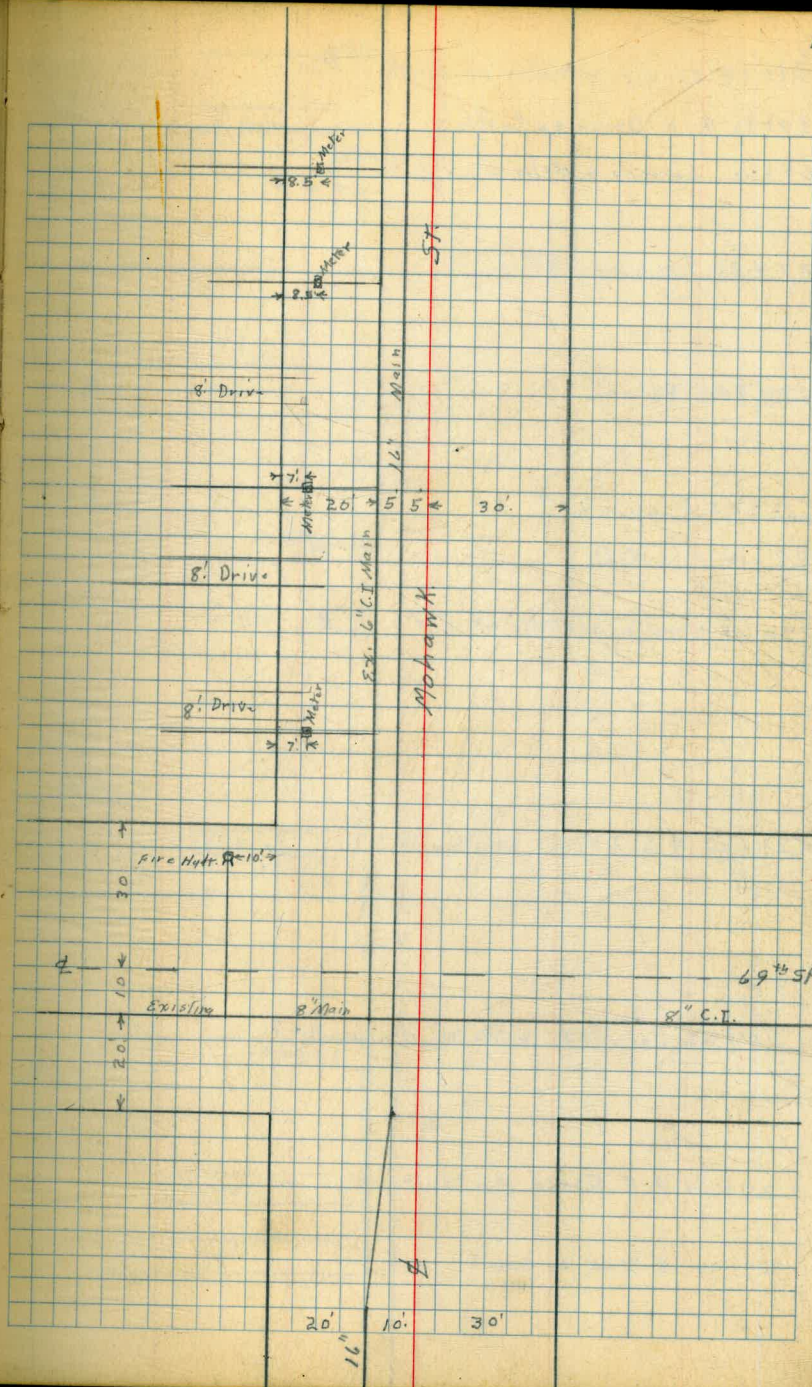 Meter
8.5'
St.
Meter
8.5'
16" Main
8' Drive
7'
Meter
20' 5 5' 30'
Ex. 6" C.I. Main
8' Drive
Mohawk
8' Drive
Meter
7'
Fire Hydr. 10'
30
10'
69th St
Existing 8" Main 8" C.I.
20'
20' 10' 30'
16"